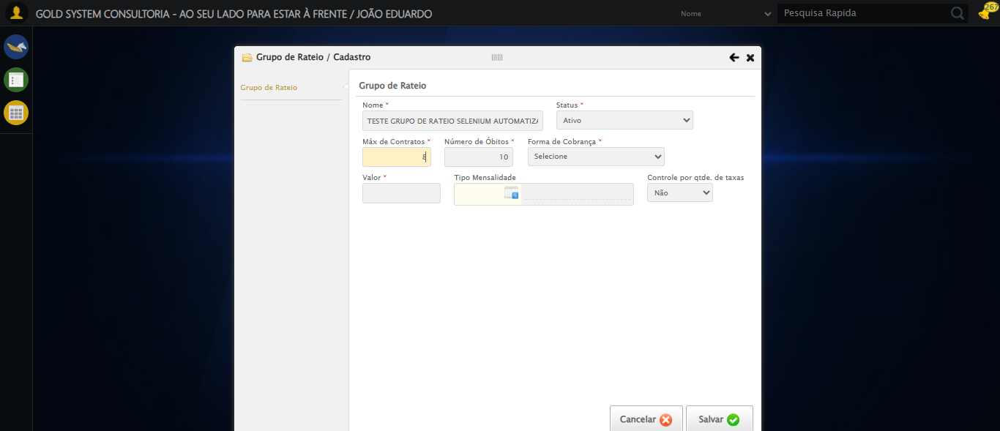 GOLD SYSTEM CONSULTORIA - AO SEU LADO PARA ESTAR À FRENTE / JOÃO EDUARDO
Nome
Pesquisa Rapida
267
Grupo de Rateio / Cadastro
Grupo de Rateio
Grupo de Rateio
Nome *
Status *
TESTE GRUPO DE RATEIO SELENIUM AUTOMATIZA
Ativo
Máx de Contratos *
Número de Óbitos *
Forma de Cobrança *
8
10
Selecione
Valor *
Tipo Mensalidade
Controle por qtde. de taxas
Não
Cancelar
Salvar